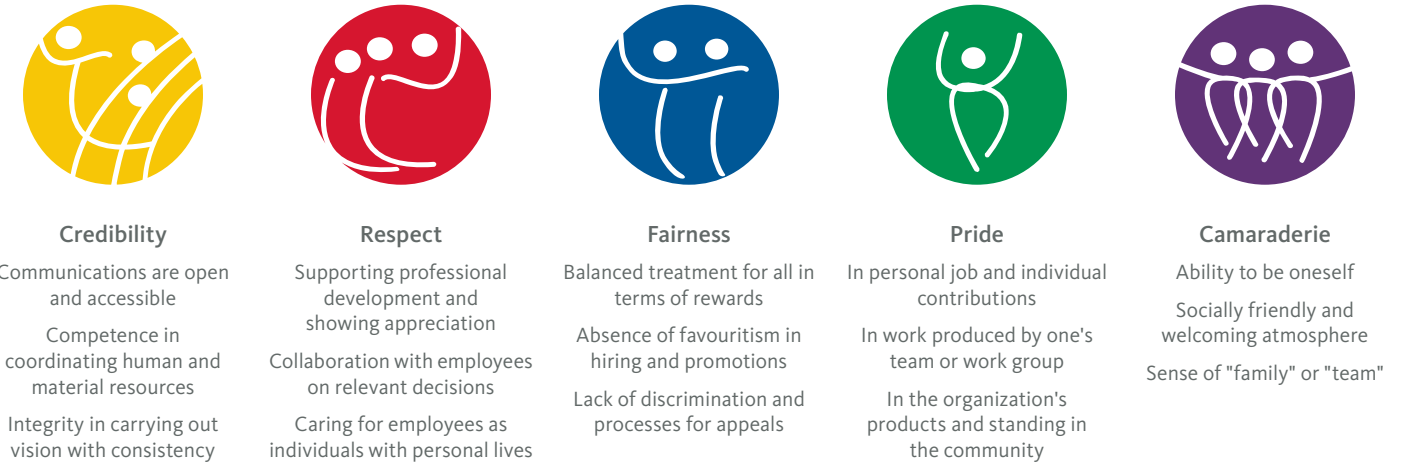 Credibility
Communications are open
and accessible
Competence in
coordinating human and
material resources
Integrity in carrying out
vision with consistency
Respect
Supporting professional
development and
showing appreciation
Collaboration with employees
on relevant decisions
Caring for employees as
individuals with personal lives
Fairness
Balanced treatment for all in
terms of rewards
Absence of favouritism in
hiring and promotions
Lack of discrimination and
processes for appeals
Pride
In personal job and individual
contributions
In work produced by one's
team or work group
In the organization's
products and standing in
the community
Camaraderie
Ability to be oneself
Socially friendly and
welcoming atmosphere
Sense of "family" or "team"